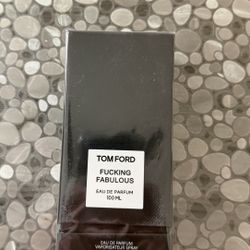 TOM FORD
FUCKING
FABULOUS
EAU DE PARFUM
100 ML
EAU DE PARFUM
VAPORISATEUR SPRAY